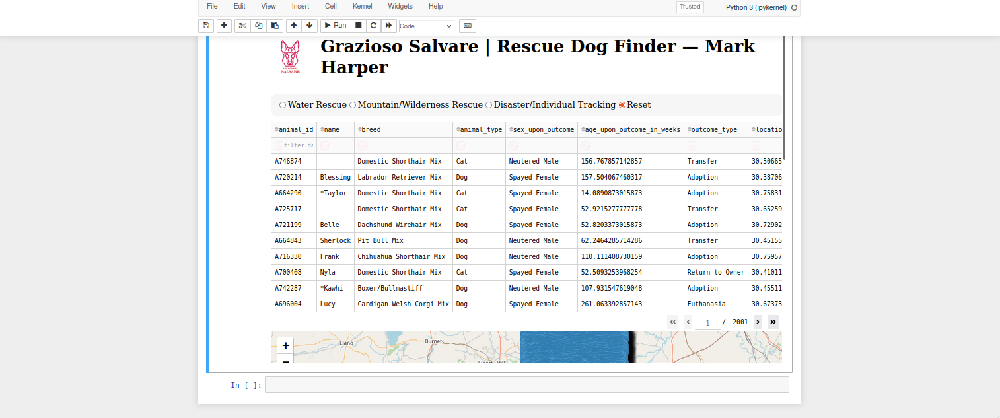 File Edit View Insert Cell Kernel Widgets Help Trusted Python 3 (ipykernel)
Run Code
SALVARE
Grazioso Salvare | Rescue Dog Finder — Mark
Harper
Water Rescue Mountain/Wilderness Rescue Disaster/Individual Tracking Reset
animal_id name breed animal_type sex_upon_outcome age_upon_outcome_in_weeks outcome_type locatio
filter da
A746874 Domestic Shorthair Mix Cat Neutered Male 156.767857142857 Transfer 30.50665
A720214 Blessing Labrador Retriever Mix Dog Spayed Female 157.504067460317 Adoption 30.38706
A664290 *Taylor Domestic Shorthair Mix Cat Spayed Female 14.0890873015873 Adoption 30.75831
A725717 Domestic Shorthair Mix Cat Spayed Female 52.9215277777778 Transfer 30.65259
A721199 Belle Dachshund Wirehair Mix Dog Spayed Female 52.8203373015873 Adoption 30.72902
A664843 Sherlock Pit Bull Mix Dog Neutered Male 62.2464285714286 Transfer 30.45155
A716330 Frank Chihuahua Shorthair Mix Dog Neutered Male 110.111408730159 Adoption 30.75957
A700408 Nyla Domestic Shorthair Mix Cat Spayed Female 52.5093253968254 Return to Owner 30.41011
A742287 *Kawhi Boxer/Bullmastiff Dog Neutered Male 107.931547619048 Adoption 30.45511
A696004 Lucy Cardigan Welsh Corgi Mix Dog Spayed Female 261.063392857143 Euthanasia 30.67373
« ‹ 1 / 2001 › »
+ Llano Burnet
− Liberty Hill
In [ ]: